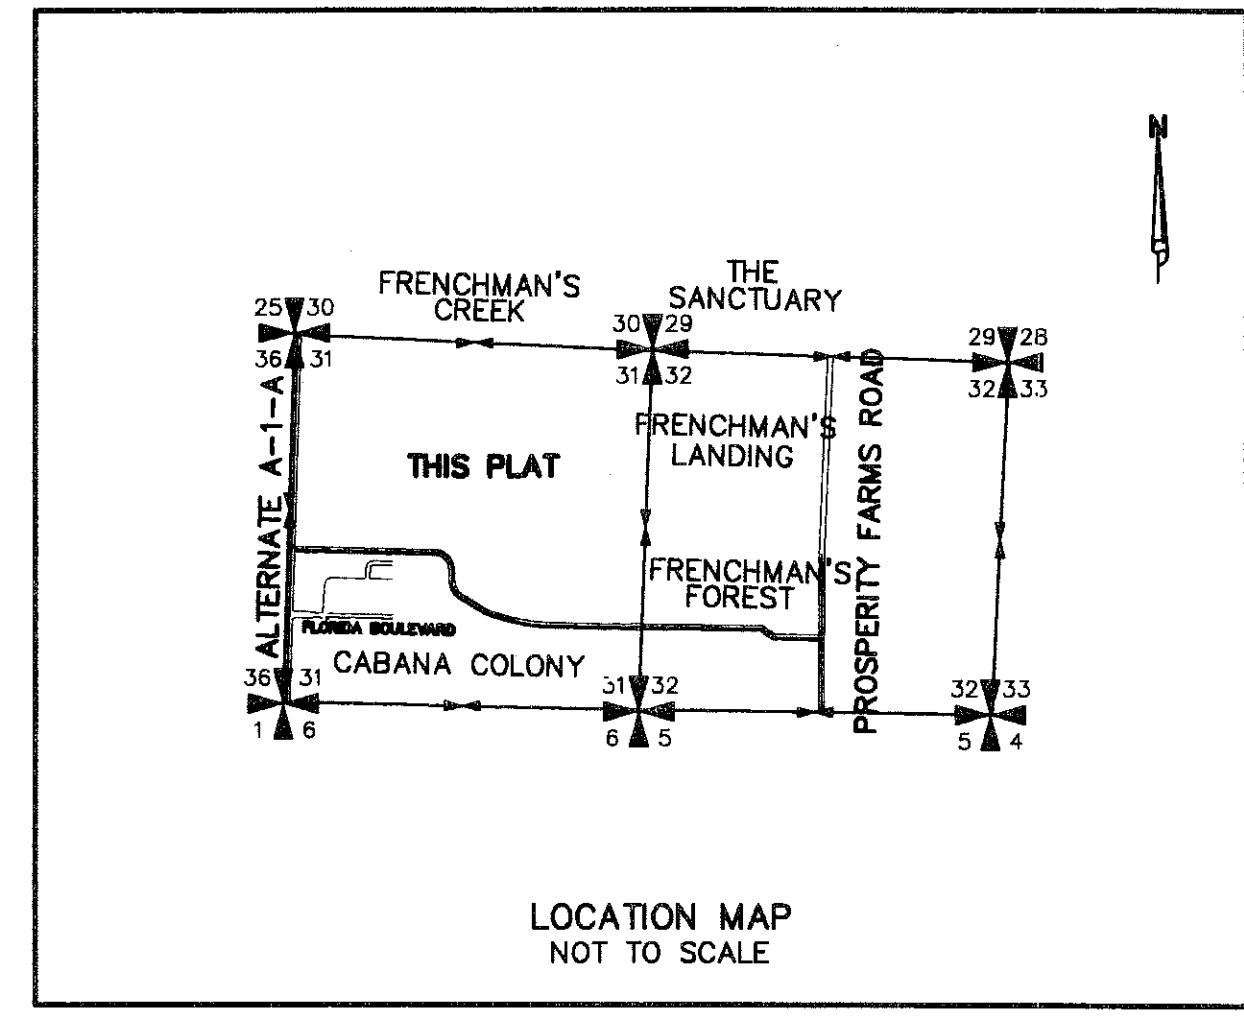 N
FRENCHMAN'S
CREEK
THE
SANCTUARY
25 30
36 31
30 29
31 32
29 28
32 33
ALTERNATE A-1-A
THIS PLAT
FRENCHMAN'S
LANDING
PROSPERITY FARMS ROAD
FRENCHMAN'S
FOREST
FLORIDA BOULEVARD
CABANA COLONY
36 31
1 6
31 32
6 5
32 33
5 4
LOCATION MAP
NOT TO SCALE